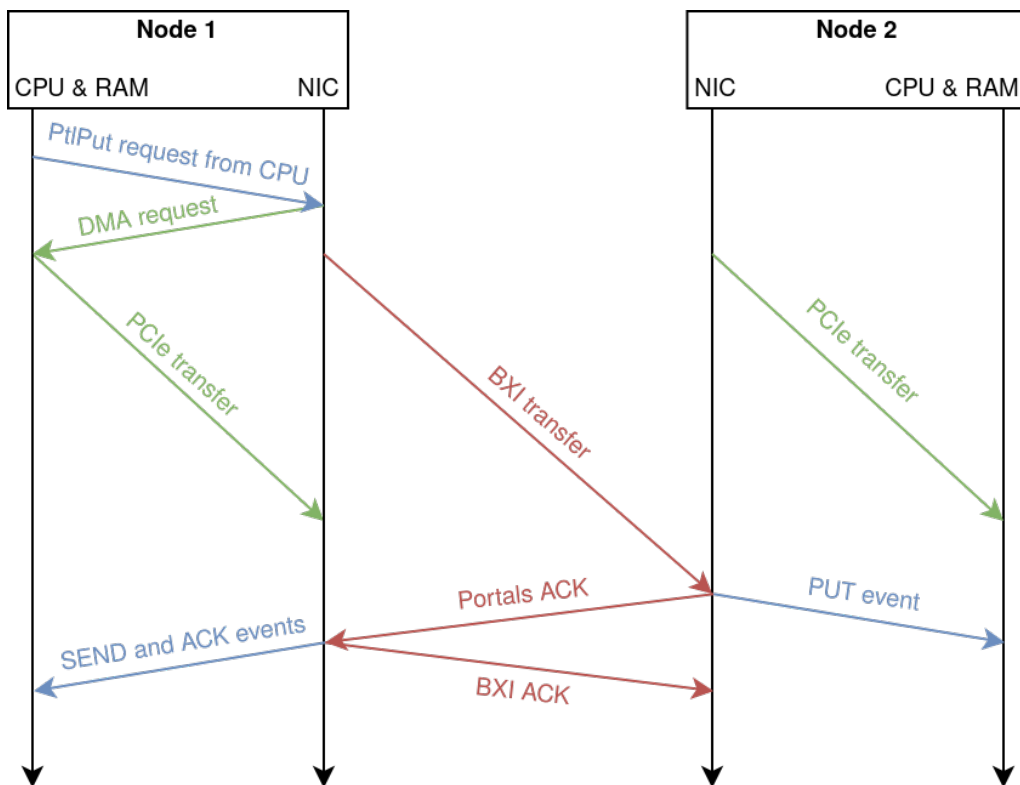 Node 1
Node 2
CPU & RAM
NIC
NIC
CPU & RAM
PtlPut request from CPU
DMA request
PCIe transfer
BXI transfer
PCIe transfer
Portals ACK
PUT event
SEND and ACK events
BXI ACK